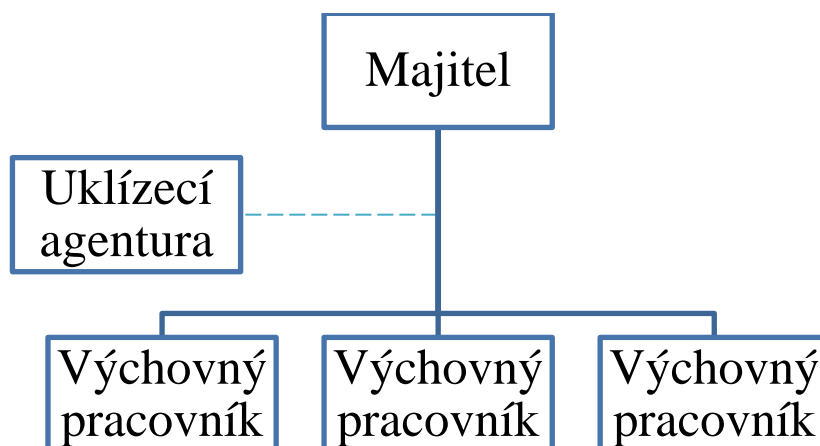 Majitel
Uklízecí
agentura
Výchovný
pracovník
Výchovný
pracovník
Výchovný
pracovník